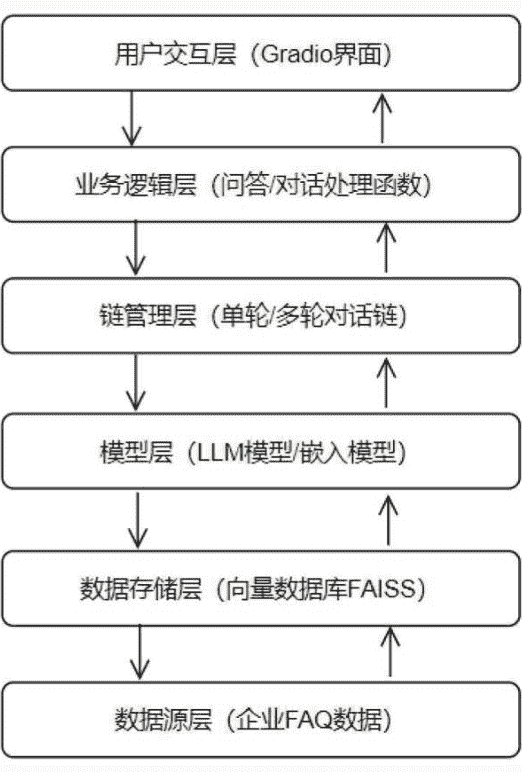 用户交互层（Gradio界面）
业务逻辑层（问答/对话处理函数）
链管理层（单轮/多轮对话链）
模型层（LLM模型/嵌入模型）
数据存储层（向量数据库FAISS）
数据源层（企业FAQ数据）